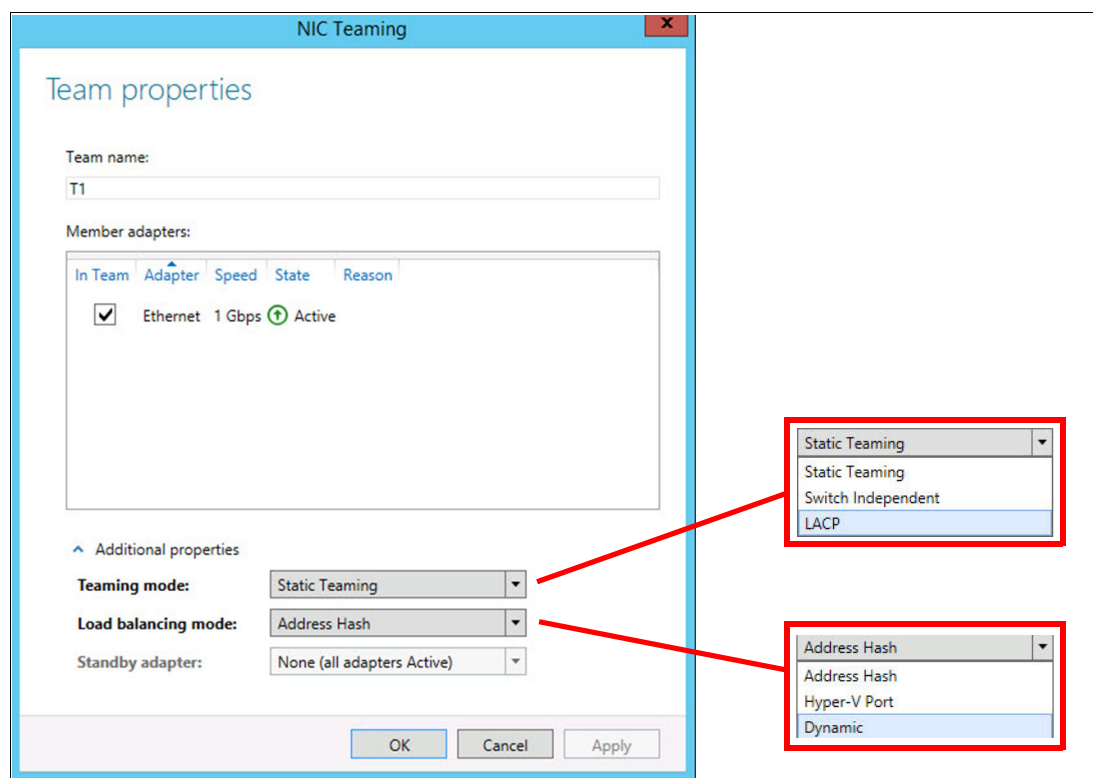 NIC Teaming
x
Team properties
Team name:
T1
Member adapters:
In Team Adapter Speed State Reason
Ethernet 1 Gbps Active
Additional properties
Teaming mode: Static Teaming
Load balancing mode: Address Hash
Standby adapter: None (all adapters Active)
OK Cancel Apply
Static Teaming
Static Teaming
Switch Independent
LACP
Address Hash
Address Hash
Hyper-V Port
Dynamic